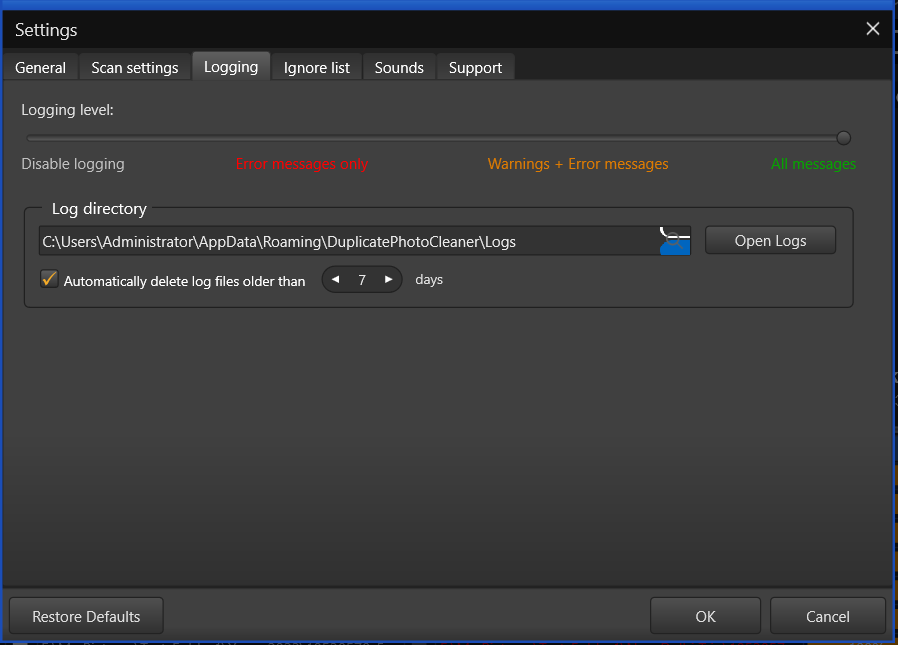 Settings
General Scan settings Logging Ignore list Sounds Support
Logging level:
Disable logging Error messages only Warnings + Error messages All messages
Log directory
C:\Users\Administrator\AppData\Roaming\DuplicatePhotoCleaner\Logs Open Logs
Automatically delete log files older than 7 days
Restore Defaults OK Cancel